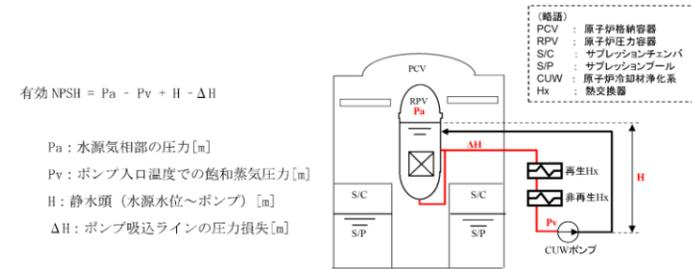 有効 NPSH = Pa - Pv + H -ΔH
Pa:水源気相部の圧力[m]
Pv:ポンプ入口温度での飽和蒸気圧力[m]
H:静水頭(水源水位~ポンプ)[m]
ΔH:ポンプ吸込ラインの圧力損失[m]
(略語)
PCV : 原子炉格納容器
RPV : 原子炉圧力容器
S/C : サプレッションチェンバ
S/P : サプレッションプール
CUW : 原子炉冷却材浄化系
Hx : 熱交換器
PCV
RPV
Pa
ΔH
H
再生Hx
非再生Hx
S/C
S/C
S/P
S/P
Pv
CUWポンプ